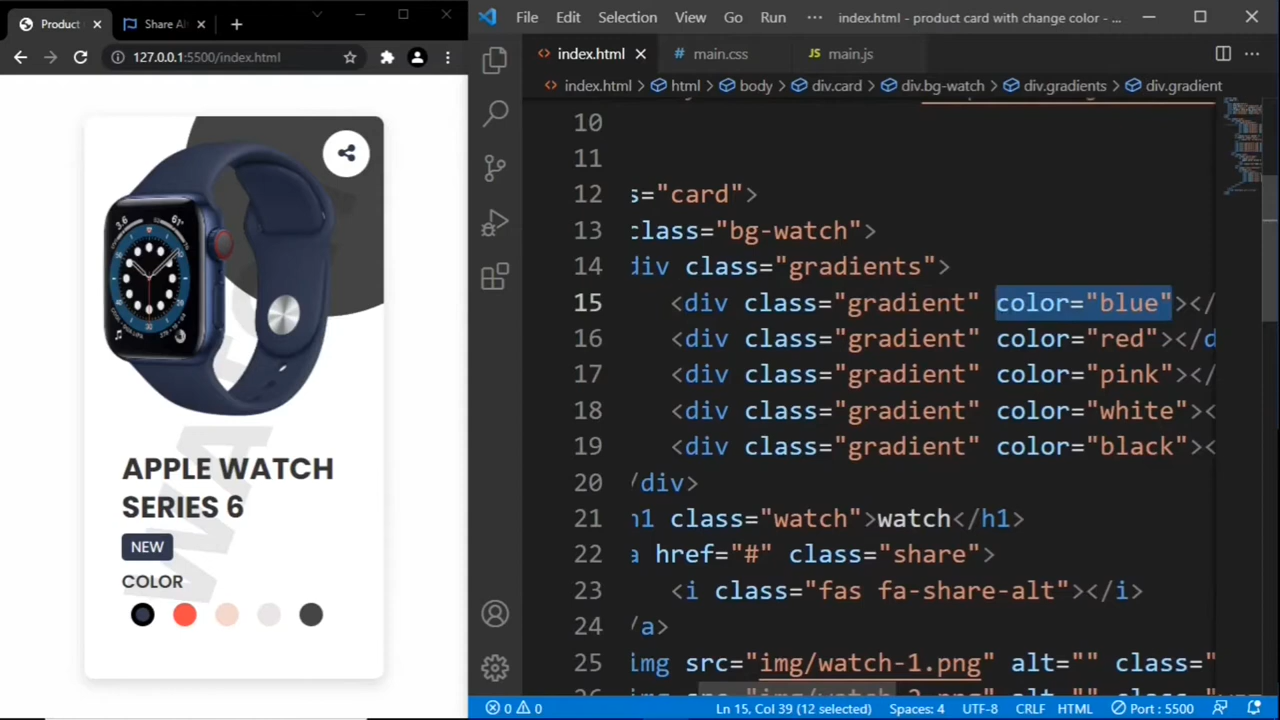 Product
Share Al
127.0.0.1:5500/index.html
3.6
61°
APPLE WATCH
SERIES 6
NEW
COLOR
WATC
File Edit Selection View Go Run ··· index.html - product card with change color - ...
index.html
main.css
JS main.js
index.html > html > body > div.card > div.bg-watch > div.gradients > div.gradient
10
11
12 s="card">
13 class="bg-watch">
14 div class="gradients">
15 <div class="gradient" color="blue"></
16 <div class="gradient" color="red"></d
17 <div class="gradient" color="pink"></
18 <div class="gradient" color="white"><
19 <div class="gradient" color="black"><
20 /div>
21 h1 class="watch">watch</h1>
22 a href="#" class="share">
23 <i class="fas fa-share-alt"></i>
24 /a>
25 img src="img/watch-1.png" alt="" class="
0 0 Ln 15, Col 39 (12 selected) Spaces: 4 UTF-8 CRLF HTML Port : 5500